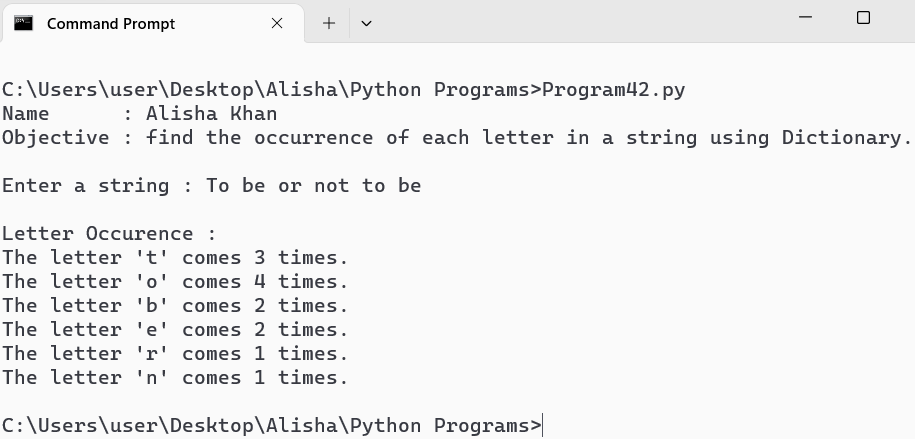 Command Prompt
C:\Users\user\Desktop\Alisha\Python Programs>Program42.py
Name      : Alisha Khan
Objective : find the occurrence of each letter in a string using Dictionary.
Enter a string : To be or not to be
Letter Occurence :
The letter 't' comes 3 times.
The letter 'o' comes 4 times.
The letter 'b' comes 2 times.
The letter 'e' comes 2 times.
The letter 'r' comes 1 times.
The letter 'n' comes 1 times.
C:\Users\user\Desktop\Alisha\Python Programs>